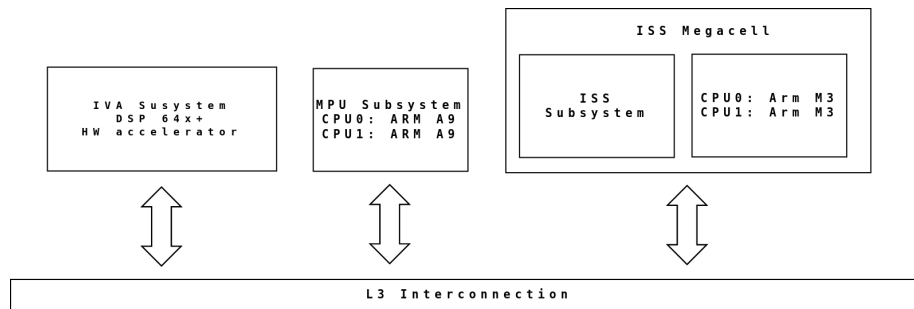 ISS Megacell
IVA Susystem
DSP 64x+
HW accelerator
MPU Subsystem
CPU0: ARM A9
CPU1: ARM A9
ISS
Subsystem
CPU0: Arm M3
CPU1: Arm M3
L3 Interconnection